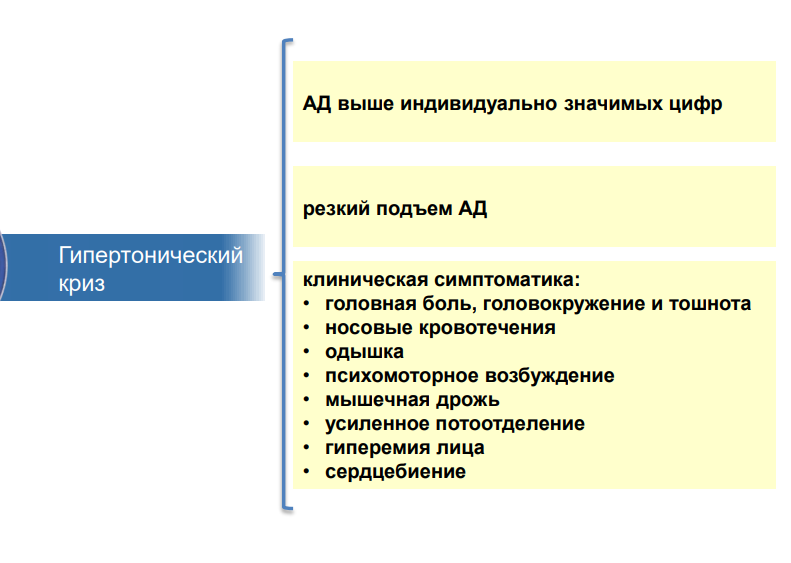 Гипертонический
криз
АД выше индивидуально значимых цифр
резкий подъем АД
клиническая симптоматика:
• головная боль, головокружение и тошнота
• носовые кровотечения
• одышка
• психомоторное возбуждение
• мышечная дрожь
• усиленное потоотделение
• гиперемия лица
• сердцебиение